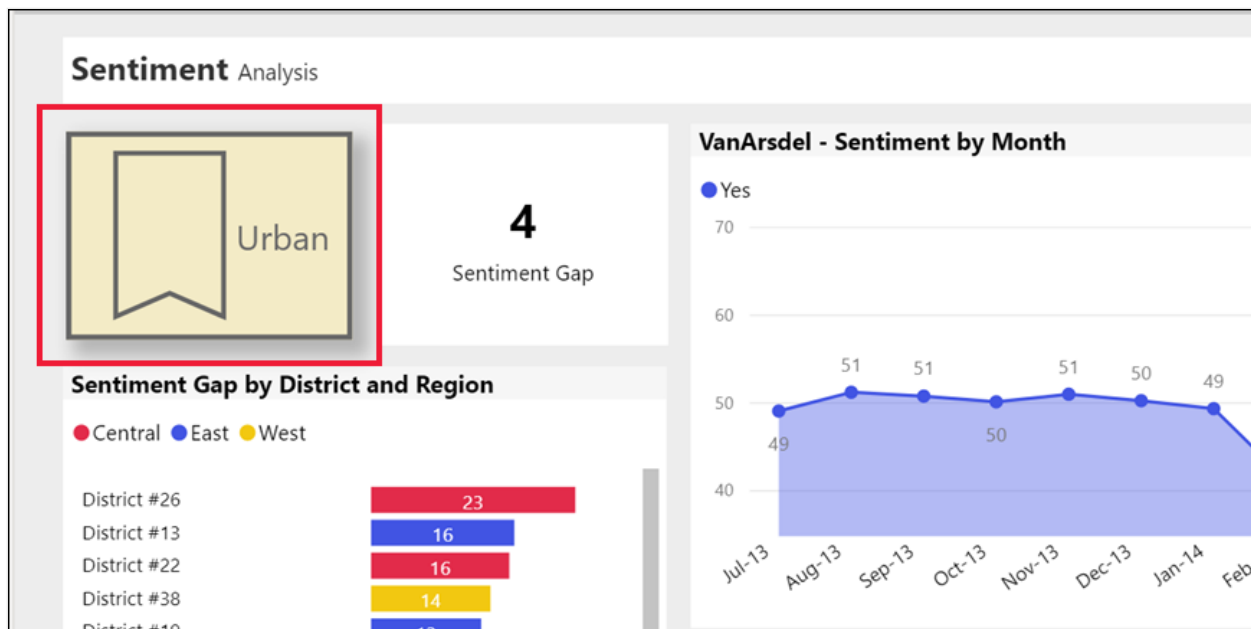 Sentiment Analysis
Urban
4
Sentiment Gap
VanArsdel - Sentiment by Month
Yes
70
60
50
40
49
51
51
50
51
50
49
Jul-13
Aug-13
Sep-13
Oct-13
Nov-13
Dec-13
Jan-14
Feb
Sentiment Gap by District and Region
Central East West
District #26 23
District #13 16
District #22 16
District #38 14